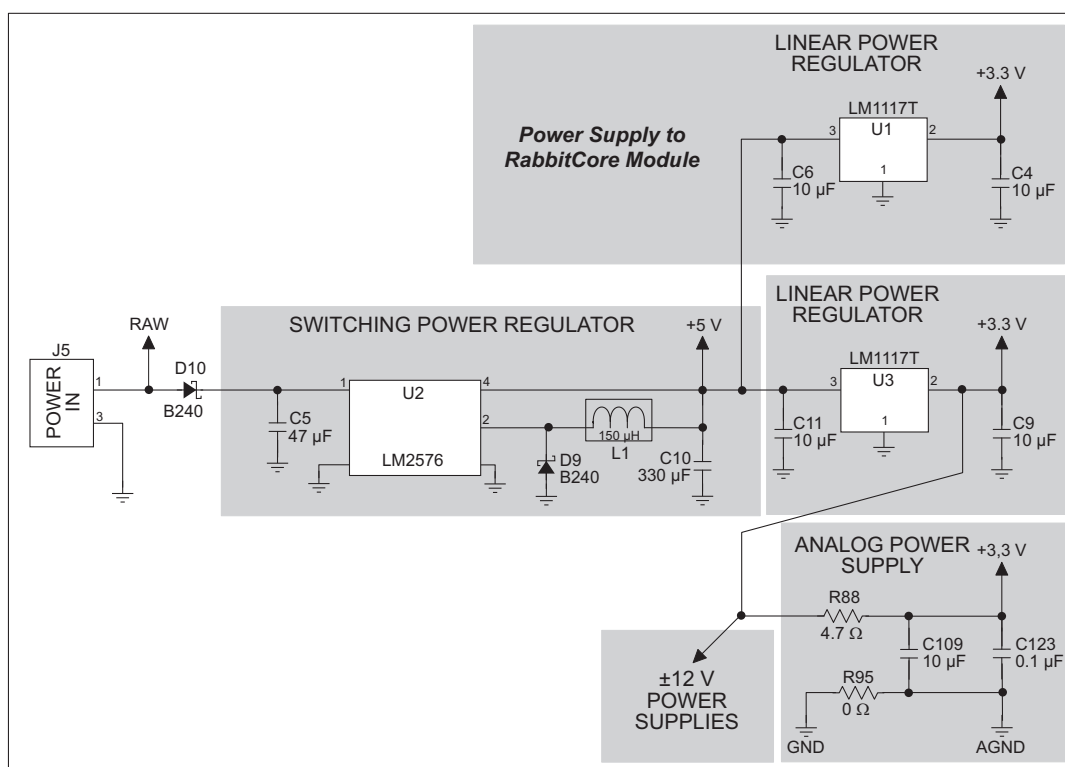 LINEAR POWER
REGULATOR
+3.3 V
LM1117T
Power Supply to
RabbitCore Module
3
U1
2
1
C6
10 µF
C4
10 µF
LINEAR POWER
REGULATOR
+3.3 V
LM1117T
3
U3
2
1
C11
10 µF
C9
10 µF
RAW
SWITCHING POWER REGULATOR
+5 V
J5
POWER
IN
1
3
D10
B240
C5
47 µF
1
U2
4
2
LM2576
D9
B240
150 µH
L1
C10
330 µF
ANALOG POWER
SUPPLY
+3,3 V
R88
4.7 Ω
C109
10 µF
C123
0.1 µF
R95
0 Ω
GND
AGND
±12 V
POWER
SUPPLIES